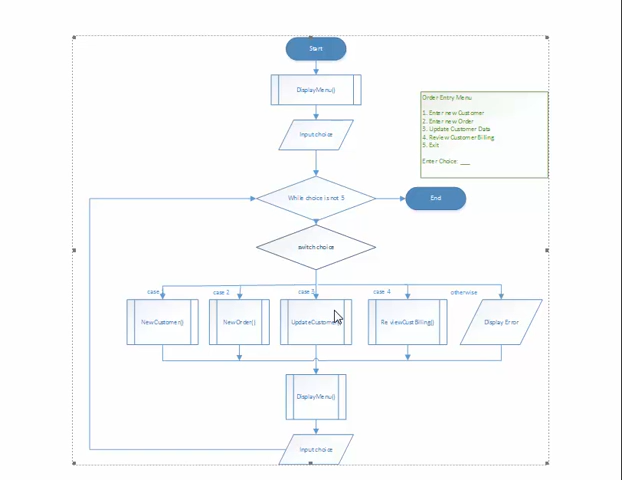 Start
DisplayMenu()
Input choice
Order Entry Menu
1. Enter new Customer
2. Enter new Order
3. Update Customer Data
4. Review Customer Billing
5. Exit
Enter Choice: ___
While choice is not 5
End
switch choice
case
case 2
case 3
case 4
otherwise
NewCustomer()
NewOrder()
ReviewCustBilling()
Display Error
DisplayMenu()
Input choice